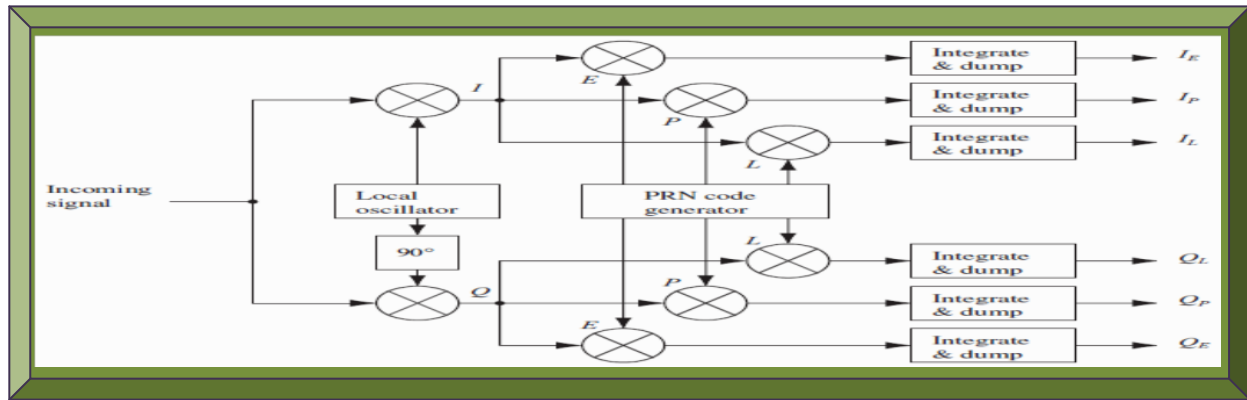 Integrate
& dump
I_E
E
I
Integrate
& dump
I_P
P
Integrate
& dump
I_L
L
Incoming
signal
Local
oscillator
PRN code
generator
90°
L
Integrate
& dump
Q_L
Q
P
Integrate
& dump
Q_P
E
Integrate
& dump
Q_E